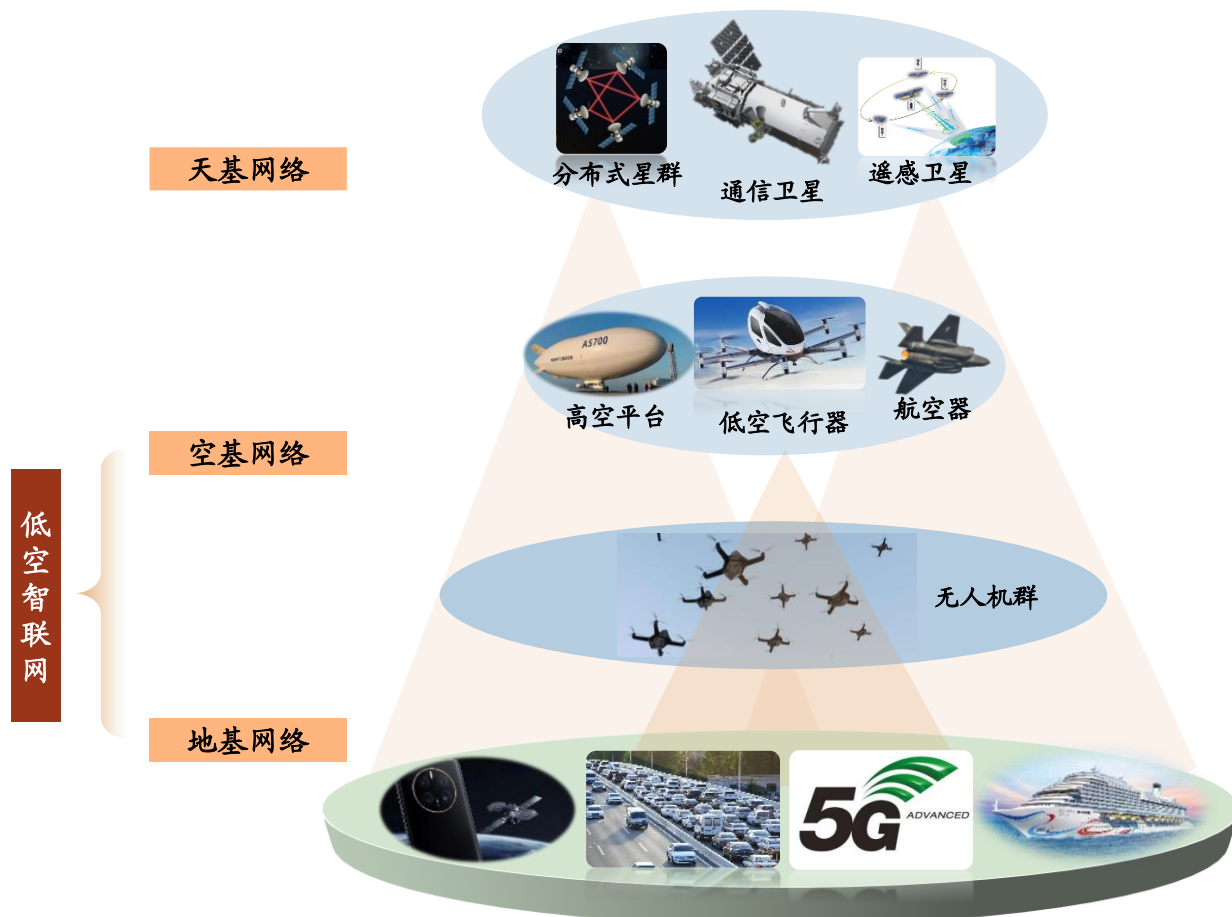 天基网络
分布式星群
通信卫星
遥感卫星
AS700
高空平台
低空飞行器
航空器
空基网络
低空智联网
无人机群
地基网络
5G ADVANCED